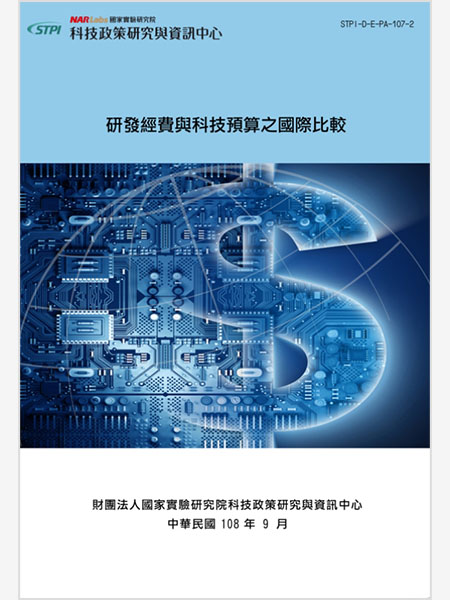 STPI
NARLabs 國家實驗研究院
科技政策研究與資訊中心
STPI-D-E-PA-107-2
研發經費與科技預算之國際比較
財團法人國家實驗研究院科技政策研究與資訊中心
中華民國 108 年 9 月